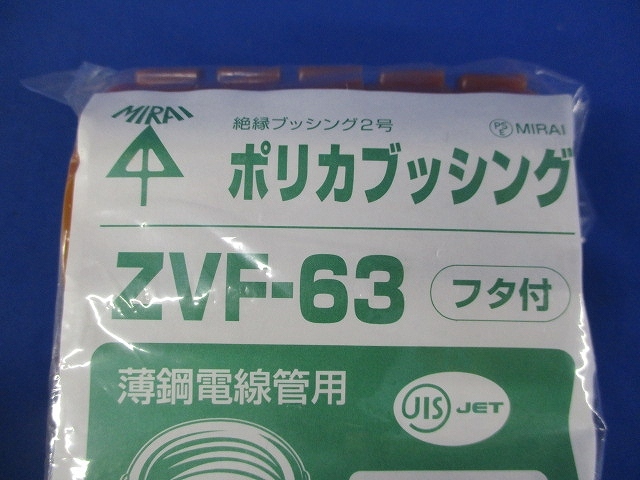 MIRAI
絶縁ブッシング2号
PSE MIRAI
ポリカブッシング
ZVF-63
フタ付
薄鋼電線管用
JIS JET